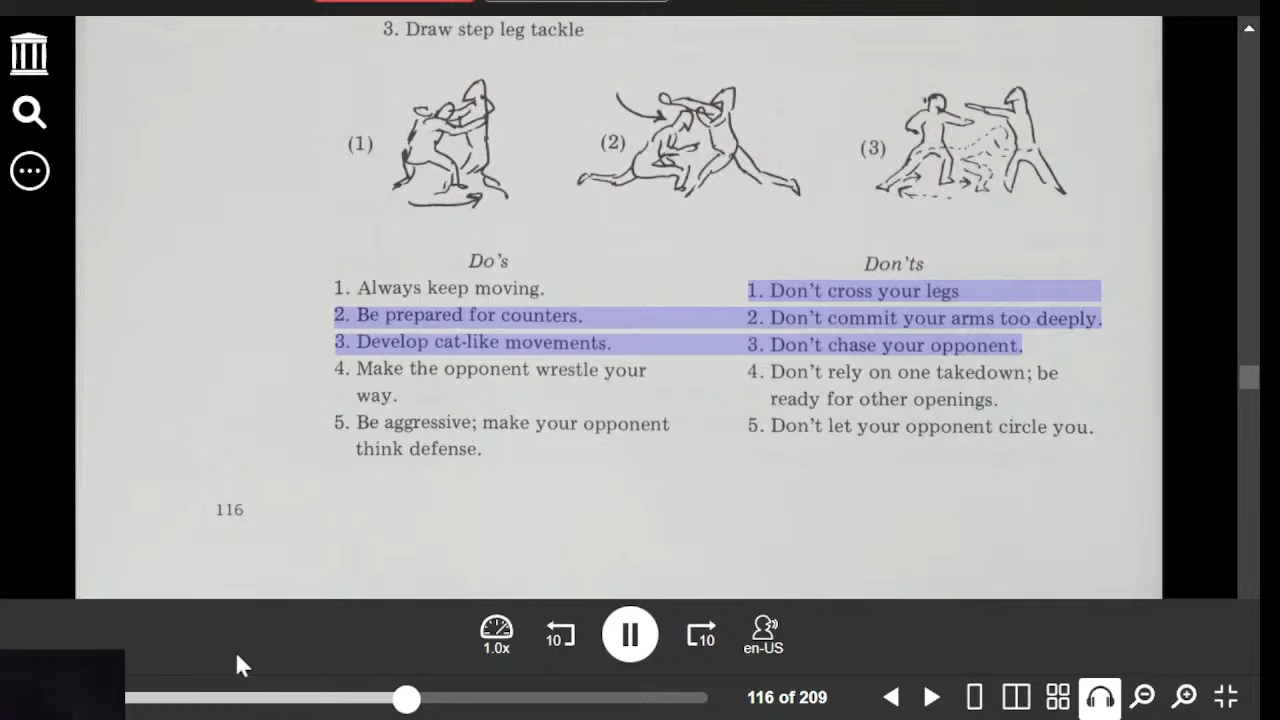 3. Draw step leg tackle
(1)
(2)
(3)
Do's
1. Always keep moving.
2. Be prepared for counters.
3. Develop cat-like movements.
4. Make the opponent wrestle your
way.
5. Be aggressive; make your opponent
think defense.
Don'ts
1. Don't cross your legs
2. Don't commit your arms too deeply.
3. Don't chase your opponent.
4. Don't rely on one takedown; be
ready for other openings.
5. Don't let your opponent circle you.
116
1.0x
10
10
en-US
116 of 209